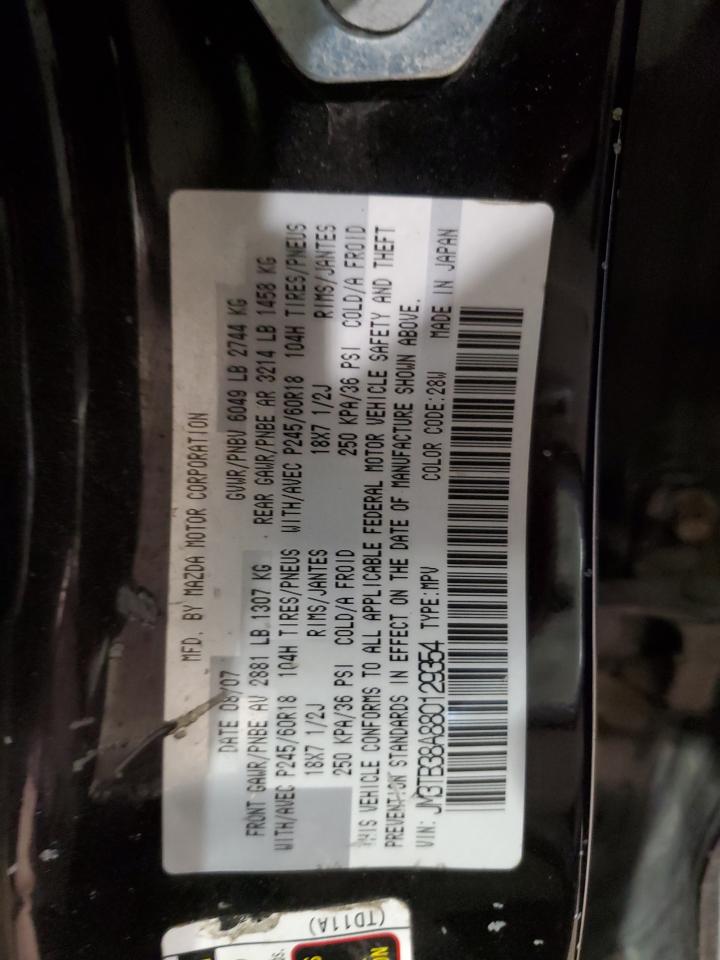 MFD. BY MAZDA MOTOR CORPORATION
DATE 06/07 GVWR/PNBV 6049 LB 2744 KG
FRONT GAWR/PNBE AV 2881 LB 1307 KG REAR GAWR/PNBE AR 3214 LB 1458 KG
WITH/AVEC P245/60R18 104H TIRES/PNEUS WITH/AVEC P245/60R18 104H TIRES/PNEUS
18X7 1/2J RIMS/JANTES 18X7 1/2J RIMS/JANTES
250 KPA/36 PSI COLD/A FROID 250 KPA/36 PSI COLD/A FROID
THIS VEHICLE CONFORMS TO ALL APPLICABLE FEDERAL MOTOR VEHICLE SAFETY AND THEFT
PREVENTION STANDARDS IN EFFECT ON THE DATE OF MANUFACTURE SHOWN ABOVE.
VIN: JM3TB38A880129354 TYPE:MPV COLOR CODE:28W MADE IN JAPAN
(TD11A)